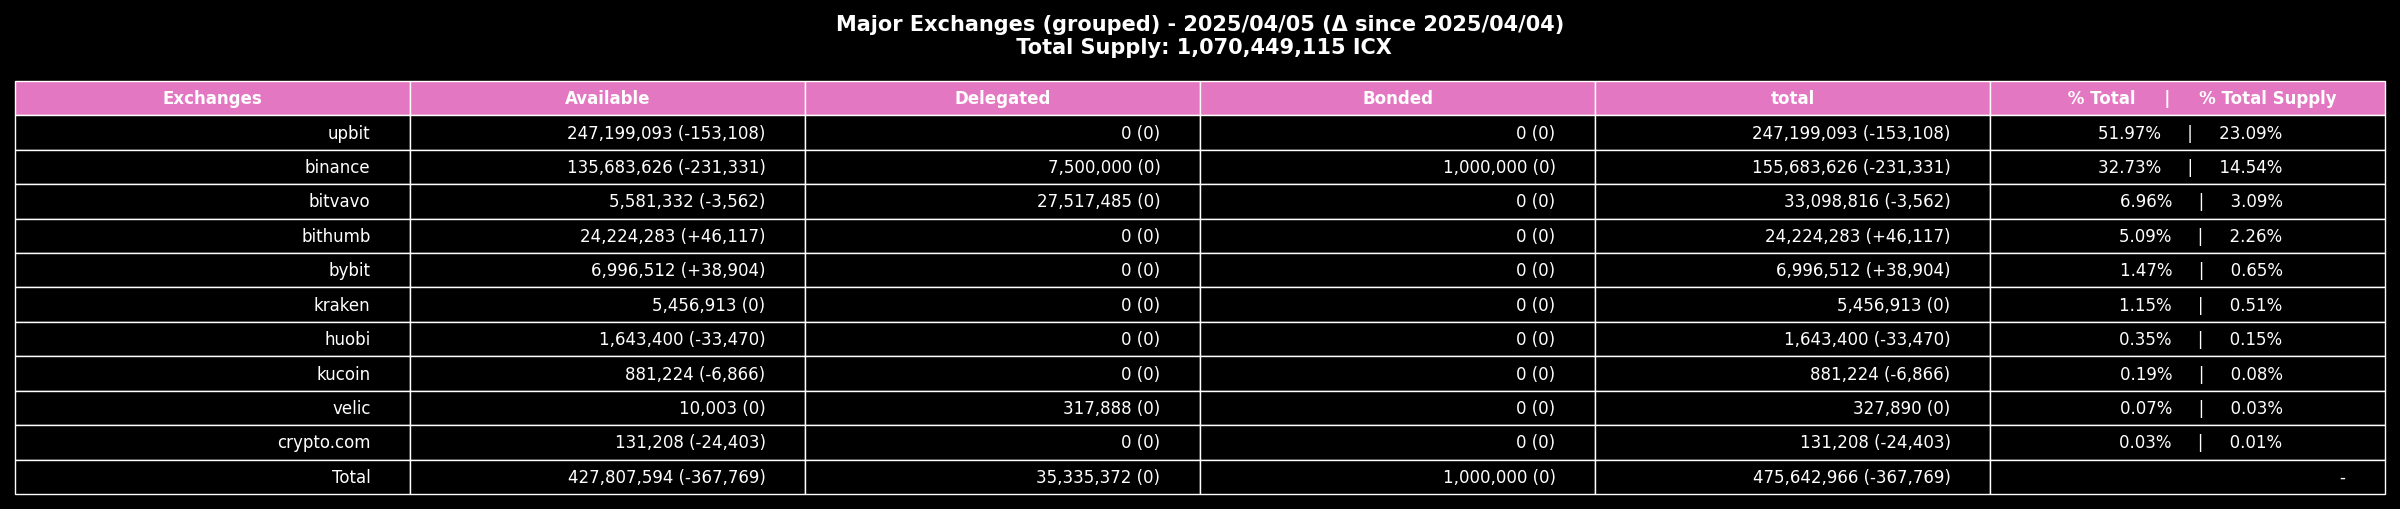 Major Exchanges (grouped) - 2025/04/05 (Δ since 2025/04/04)
Total Supply: 1,070,449,115 ICX
Exchanges Available Delegated Bonded total % Total | % Total Supply
upbit 247,199,093 (-153,108) 0 (0) 0 (0) 247,199,093 (-153,108) 51.97% | 23.09%
binance 135,683,626 (-231,331) 7,500,000 (0) 1,000,000 (0) 155,683,626 (-231,331) 32.73% | 14.54%
bitvavo 5,581,332 (-3,562) 27,517,485 (0) 0 (0) 33,098,816 (-3,562) 6.96% | 3.09%
bithumb 24,224,283 (+46,117) 0 (0) 0 (0) 24,224,283 (+46,117) 5.09% | 2.26%
bybit 6,996,512 (+38,904) 0 (0) 0 (0) 6,996,512 (+38,904) 1.47% | 0.65%
kraken 5,456,913 (0) 0 (0) 0 (0) 5,456,913 (0) 1.15% | 0.51%
huobi 1,643,400 (-33,470) 0 (0) 0 (0) 1,643,400 (-33,470) 0.35% | 0.15%
kucoin 881,224 (-6,866) 0 (0) 0 (0) 881,224 (-6,866) 0.19% | 0.08%
velic 10,003 (0) 317,888 (0) 0 (0) 327,890 (0) 0.07% | 0.03%
crypto.com 131,208 (-24,403) 0 (0) 0 (0) 131,208 (-24,403) 0.03% | 0.01%
Total 427,807,594 (-367,769) 35,335,372 (0) 1,000,000 (0) 475,642,966 (-367,769) -